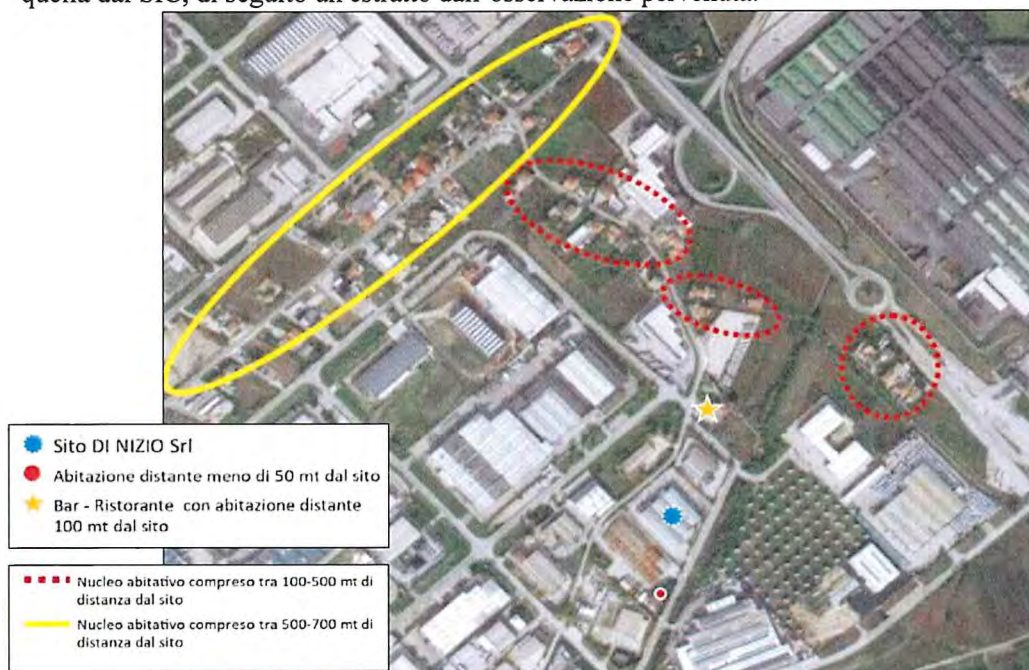 quella dal SIC, di seguito un estratto dall'osservazione pervenuta:
Sito DI NIZIO Srl
Abitazione distante meno di 50 mt dal sito
Bar - Ristorante con abitazione distante
100 mt dal sito
Nucleo abitativo compreso tra 100-500 mt di
distanza dal sito
Nucleo abitativo compreso tra 500-700 mt di
distanza dal sito